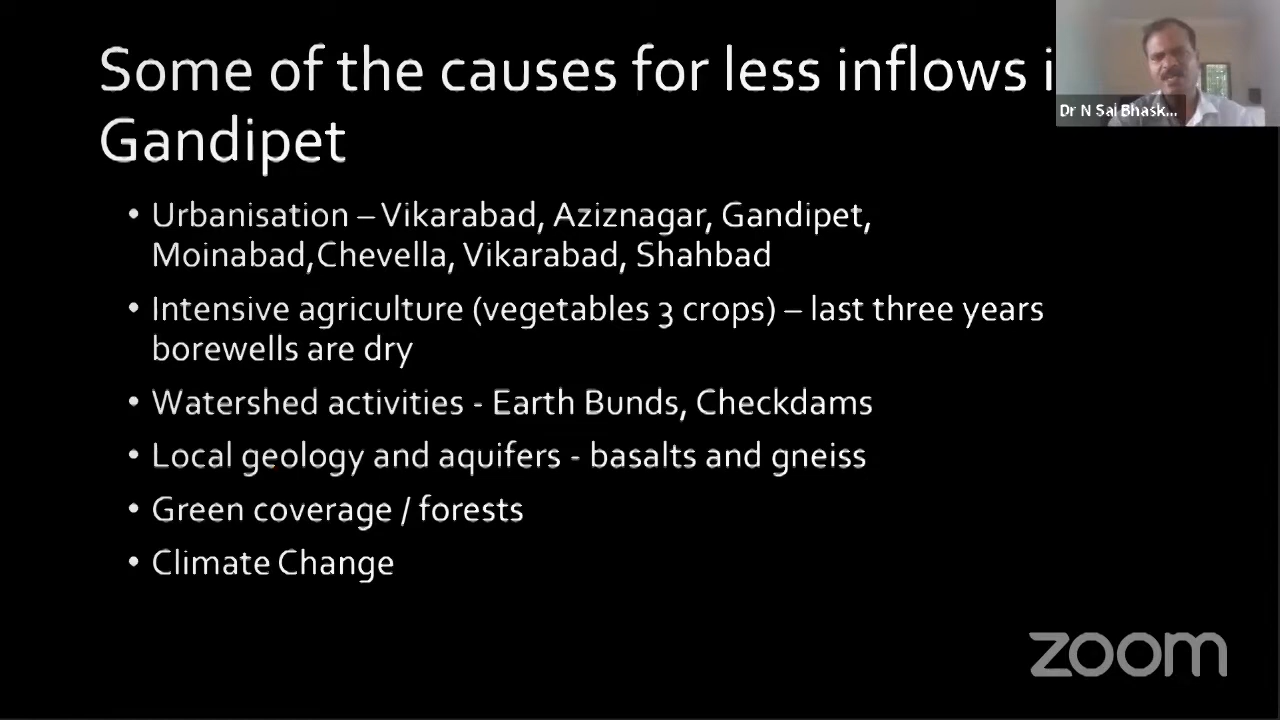 Some of the causes for less inflows i
Gandipet
Dr N Sai Bhask...
• Urbanisation – Vikarabad, Aziznagar, Gandipet,
Moinabad,Chevella, Vikarabad, Shahbad
• Intensive agriculture (vegetables 3 crops) – last three years
borewells are dry
• Watershed activities - Earth Bunds, Checkdams
• Local geology and aquifers - basalts and gneiss
• Green coverage / forests
• Climate Change
zoom